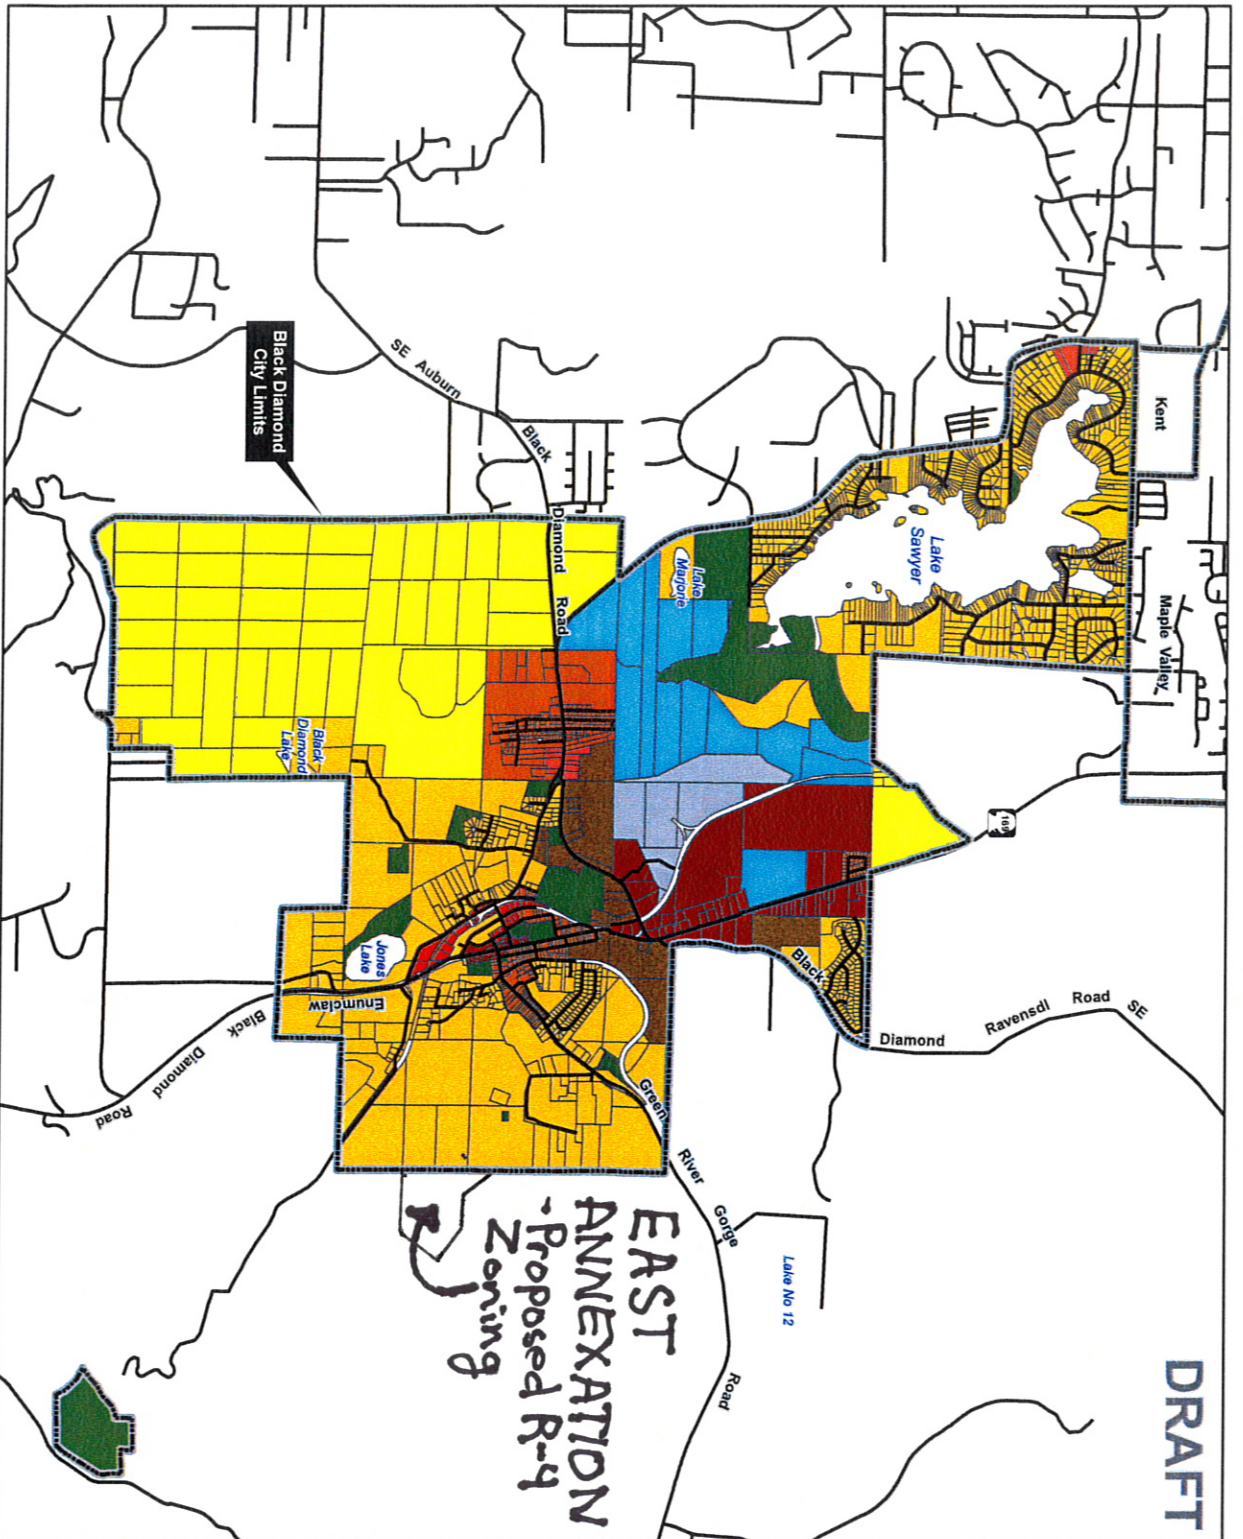 DRAFT
Kent
Maple Valley
Lake
Sawyer
169
SE
Road
Ravensdl
Diamond
Black
Lake
Marjorie
Lake No 12
Green
River
Gorge
Road
SE Auburn
Black
Diamond
Road
Black Diamond
City Limits
Black
Diamond
Lake
Jones
Lake
Enumclaw
Black
Diamond
Road
EAST
ANNEXATION
-Proposed R-4
Zoning